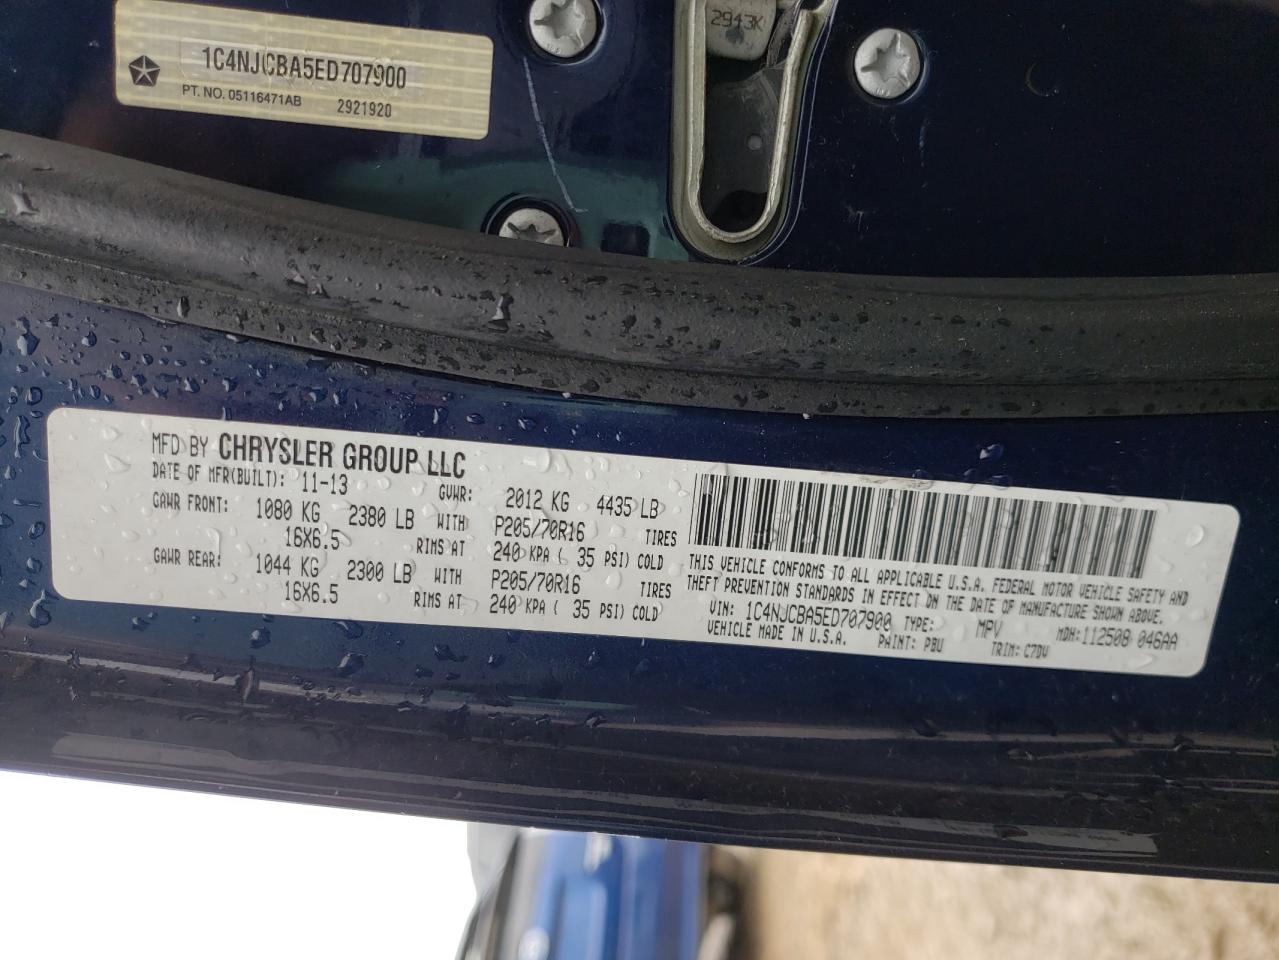 2943K
1C4NJCBA5ED707900
PT. NO. 05116471AB 2921920
MFD BY CHRYSLER GROUP LLC
DATE OF MFR(BUILT): 11-13 GVWR: 2012 KG 4435 LB
GAWR FRONT: 1080 KG 2380 LB WITH P205/70R16 TIRES
16X6.5 RIMS AT 240 KPA ( 35 PSI) COLD
GAWR REAR: 1044 KG 2300 LB WITH P205/70R16 TIRES
16X6.5 RIMS AT 240 KPA ( 35 PSI) COLD
THIS VEHICLE CONFORMS TO ALL APPLICABLE U.S.A. FEDERAL MOTOR VEHICLE SAFETY AND
THEFT PREVENTION STANDARDS IN EFFECT ON THE DATE OF MANUFACTURE SHOWN ABOVE.
VIN: 1C4NJCBA5ED707900 TYPE: MPV MDH:112508 046AA
VEHICLE MADE IN U.S.A. PAINT: PBU TRIM: C7DV